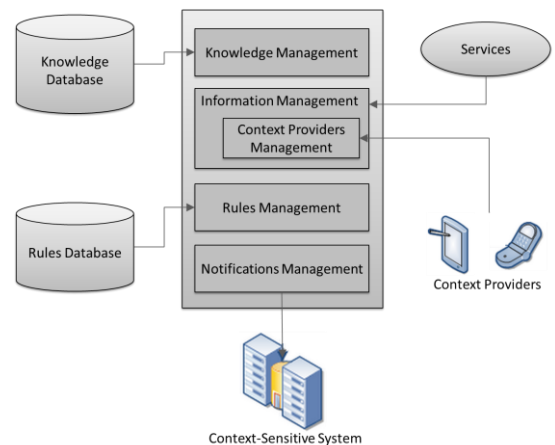 Knowledge
Database
Knowledge Management
Services
Information Management
Context Providers
Management
Rules Database
Rules Management
Notifications Management
Context Providers
Context-Sensitive System